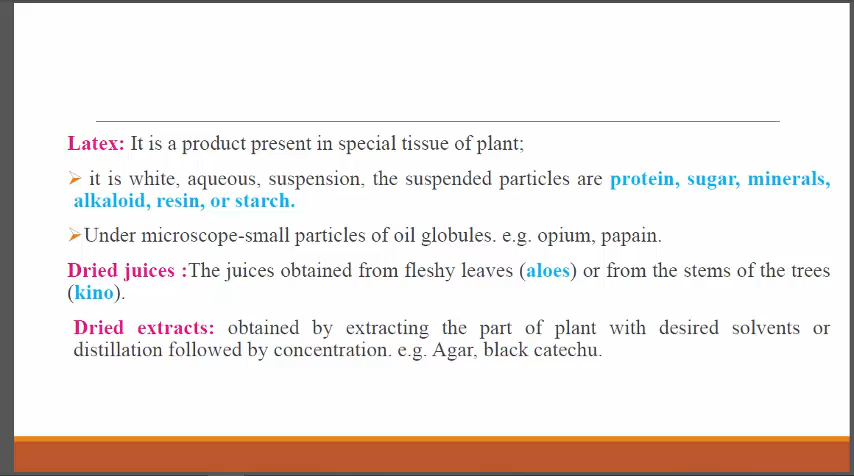 Latex: It is a product present in special tissue of plant;
it is white, aqueous, suspension, the suspended particles are protein, sugar, minerals,
alkaloid, resin, or starch.
Under microscope-small particles of oil globules. e.g. opium, papain.
Dried juices :The juices obtained from fleshy leaves (aloes) or from the stems of the trees
(kino).
Dried extracts: obtained by extracting the part of plant with desired solvents or
distillation followed by concentration. e.g. Agar, black catechu.